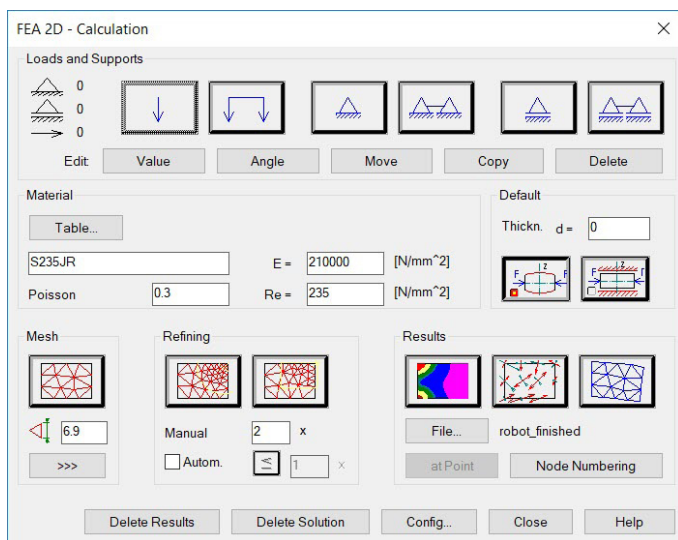 FEA 2D - Calculation
Loads and Supports
0
0
0
Edit: Value Angle Move Copy Delete
Material
Table...
S235JR E = 210000 [N/mm^2]
Poisson 0.3 Re = 235 [N/mm^2]
Default
Thickn. d = 0
F z F
F z F
Mesh
6.9
>>>
Refining
Manual 2 x
Autom. ≤ 1 x
Results
File... robot_finished
at Point Node Numbering
Delete Results Delete Solution Config... Close Help